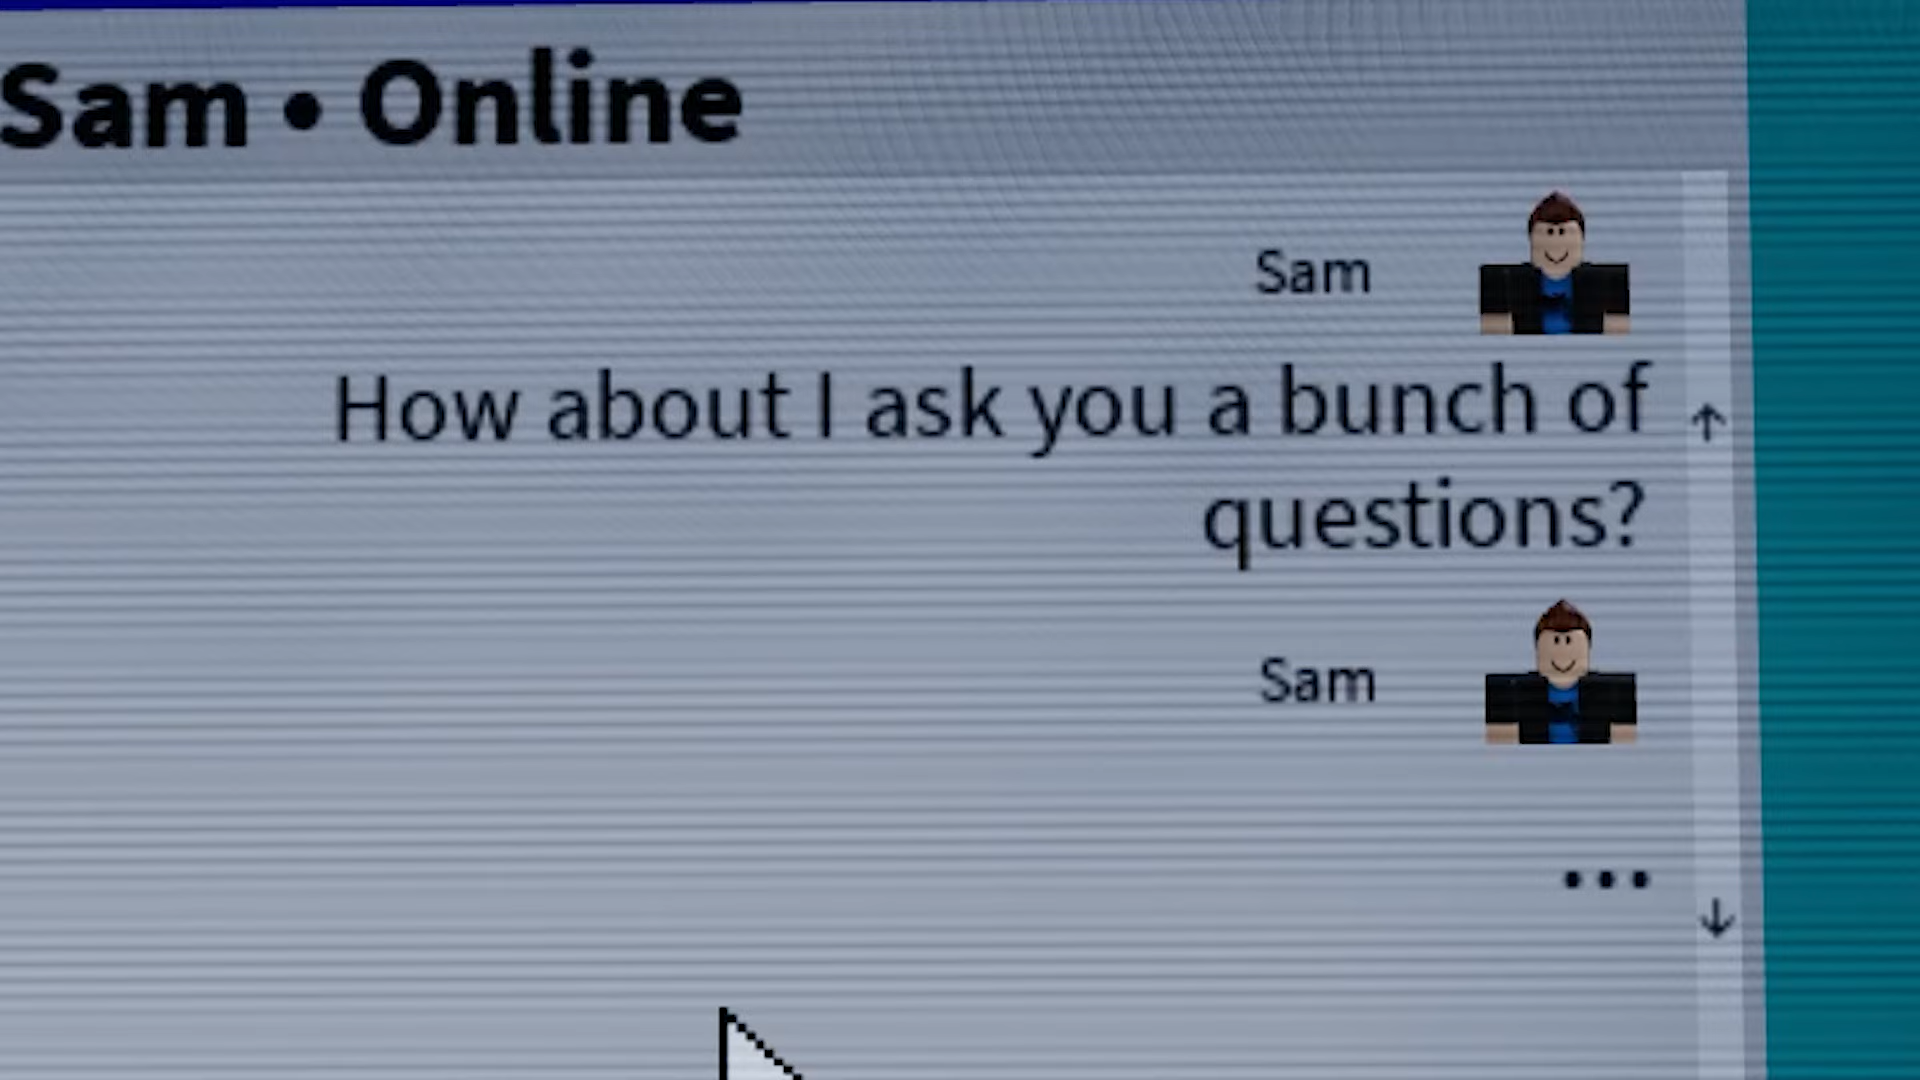 Sam • Online
Sam
How about I ask you a bunch of
questions?
Sam
...